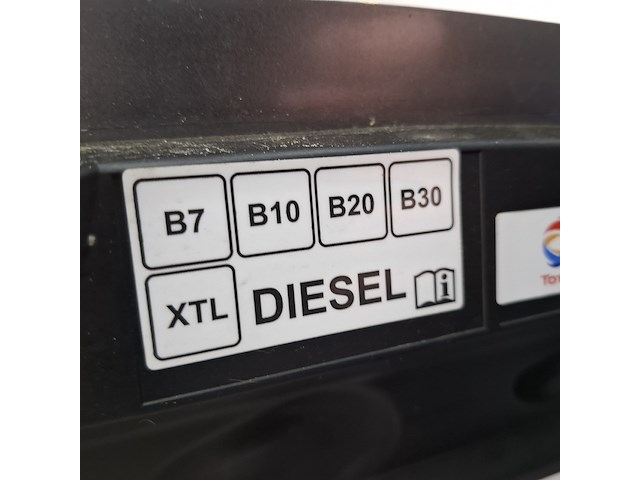 B7 B10 B20 B30
XTL DIESEL i